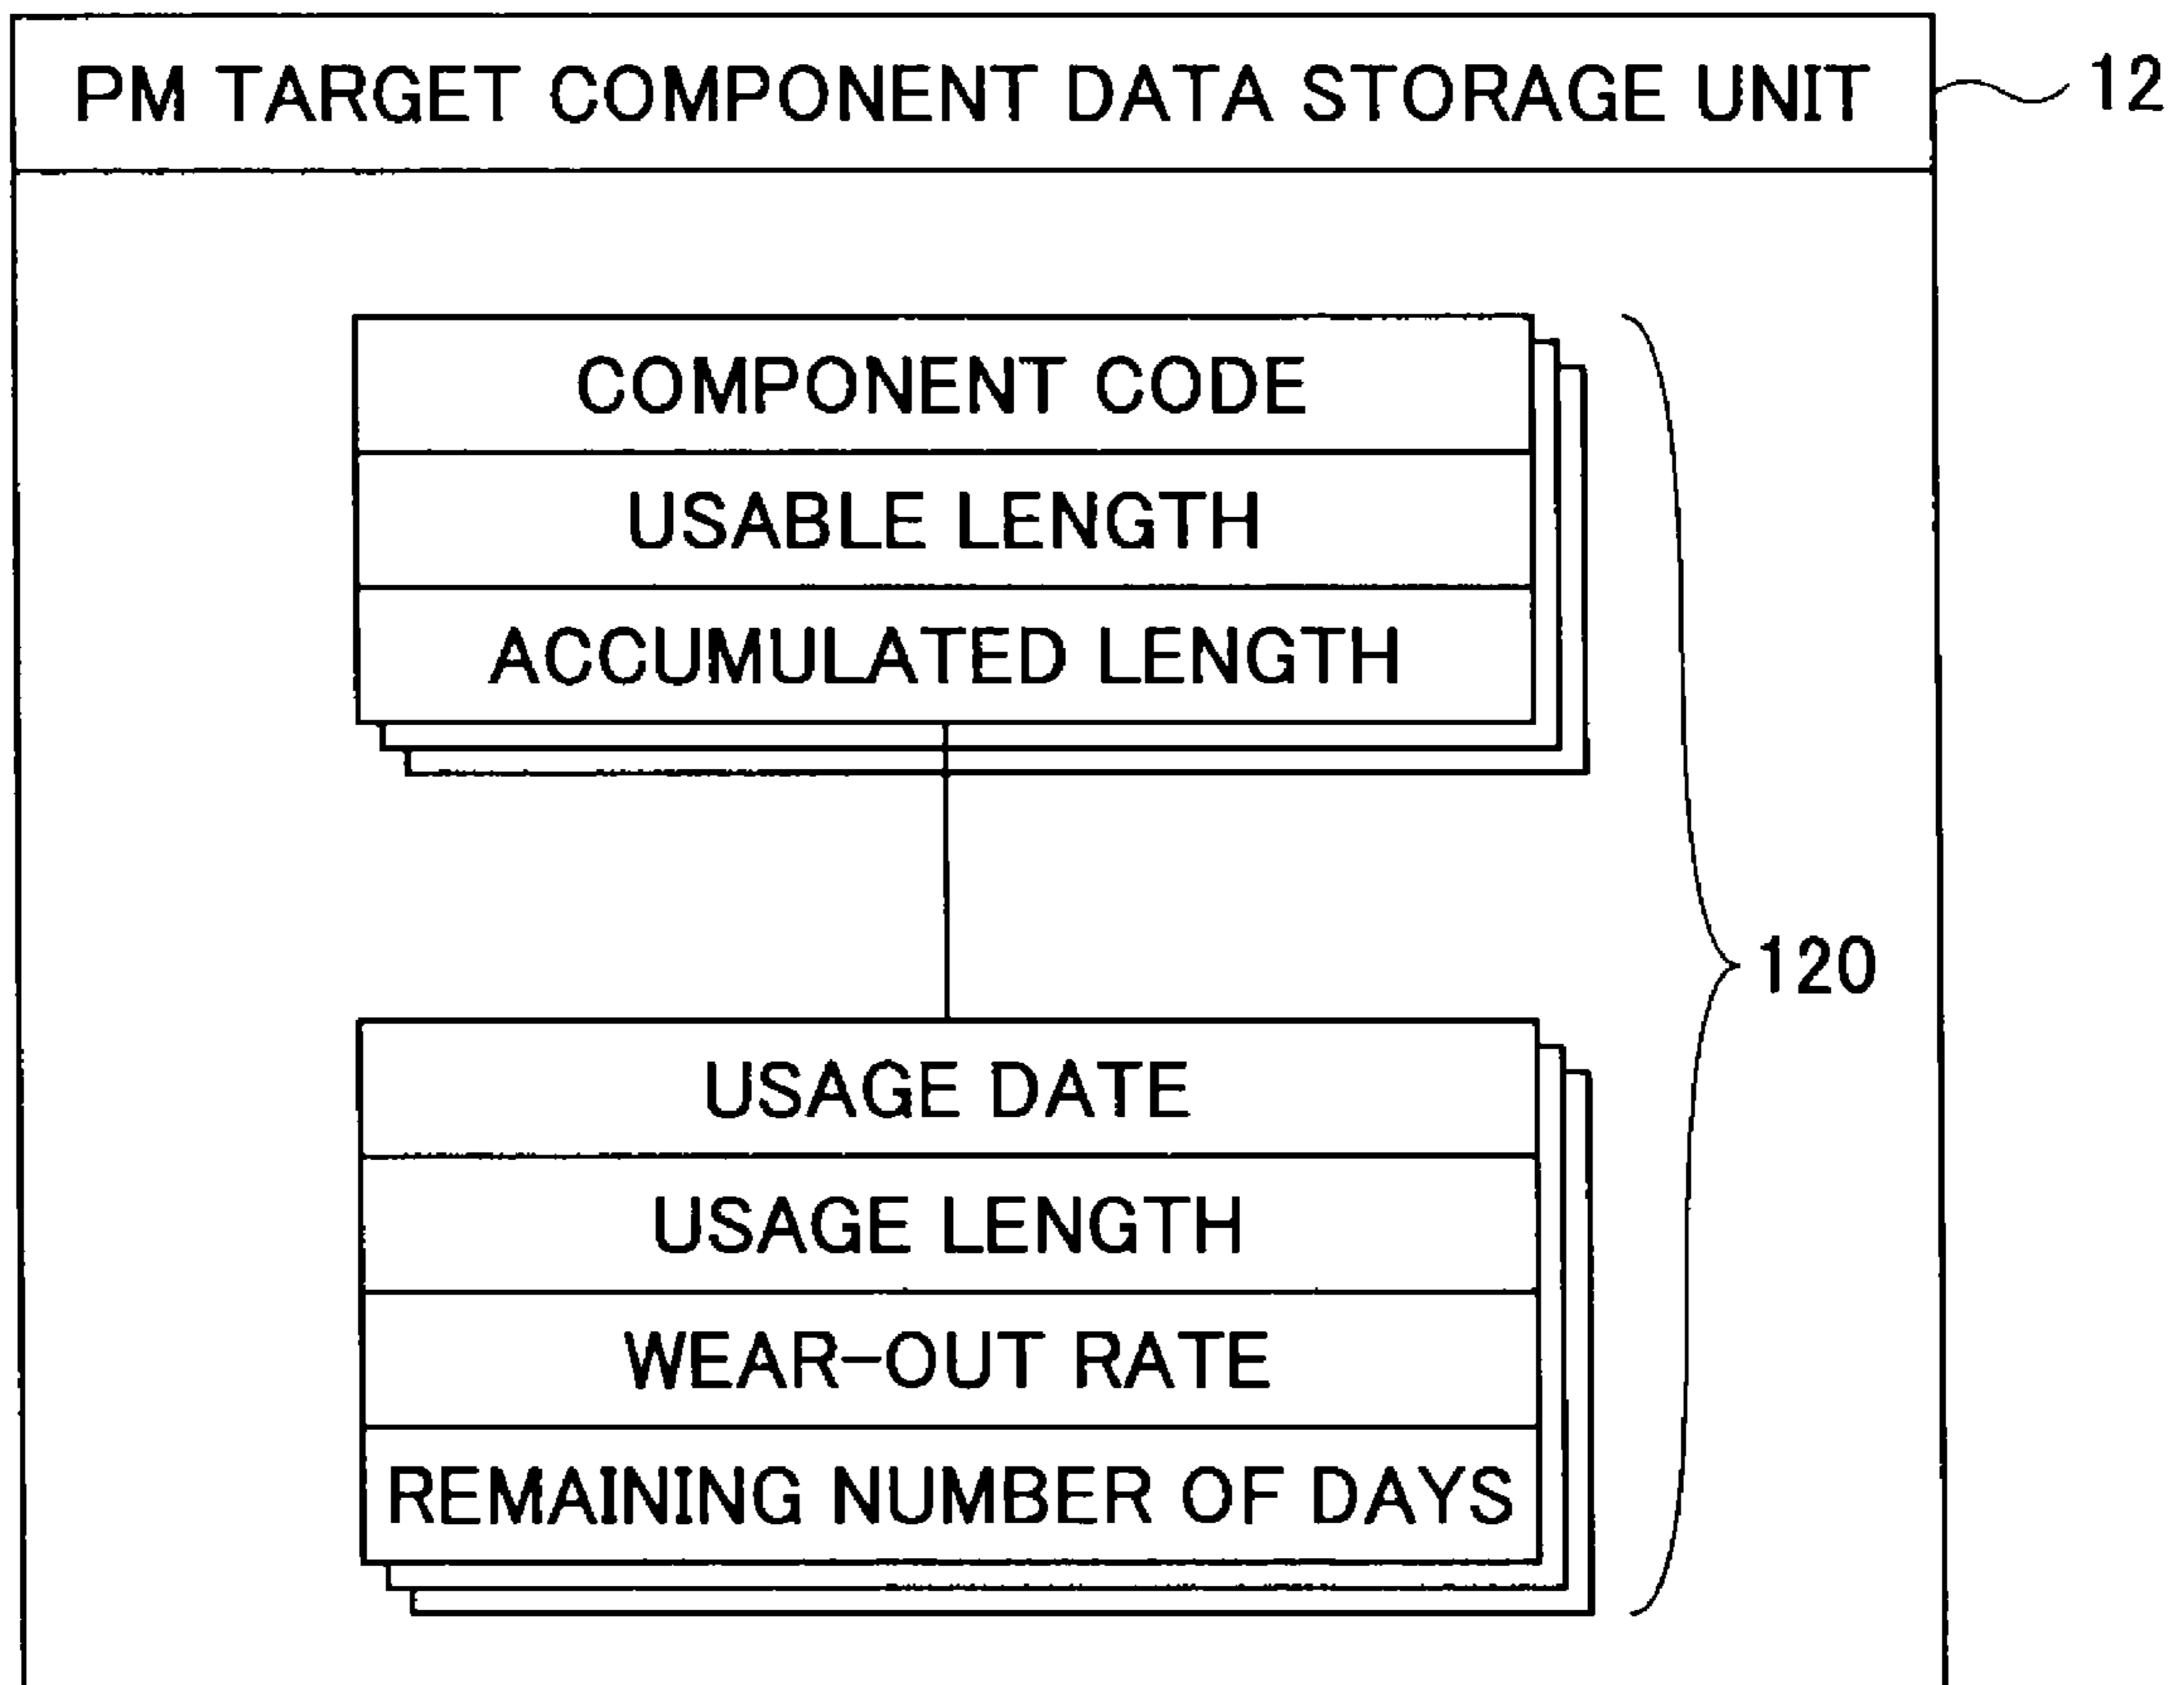 PM TARGET COMPONENT DATA STORAGE UNIT
12
COMPONENT CODE
USABLE LENGTH
ACCUMULATED LENGTH
120
USAGE DATE
USAGE LENGTH
WEAR-OUT RATE
REMAINING NUMBER OF DAYS